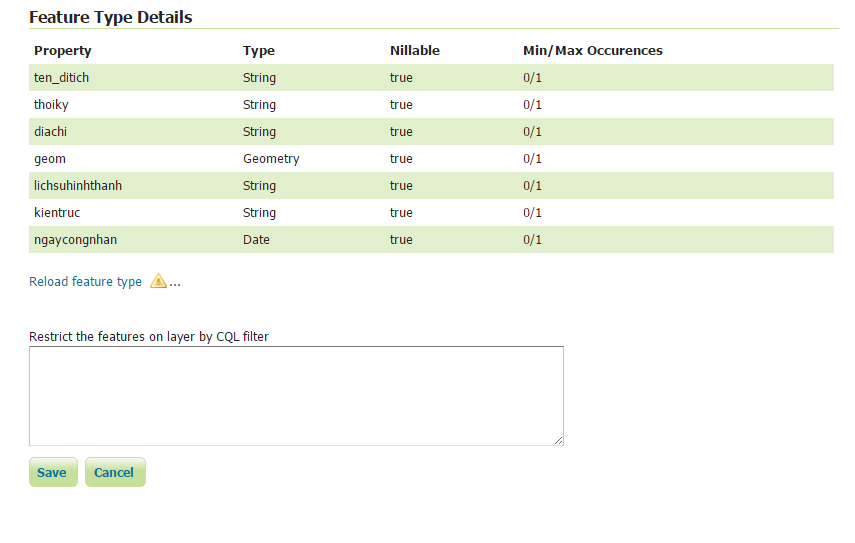 Feature Type Details
Property Type Nillable Min/Max Occurences
ten_ditich String true 0/1
thoiky String true 0/1
diachi String true 0/1
geom Geometry true 0/1
lichsuhinhthanh String true 0/1
kientruc String true 0/1
ngaycongnhan Date true 0/1
Reload feature type ...
Restrict the features on layer by CQL filter
Save Cancel